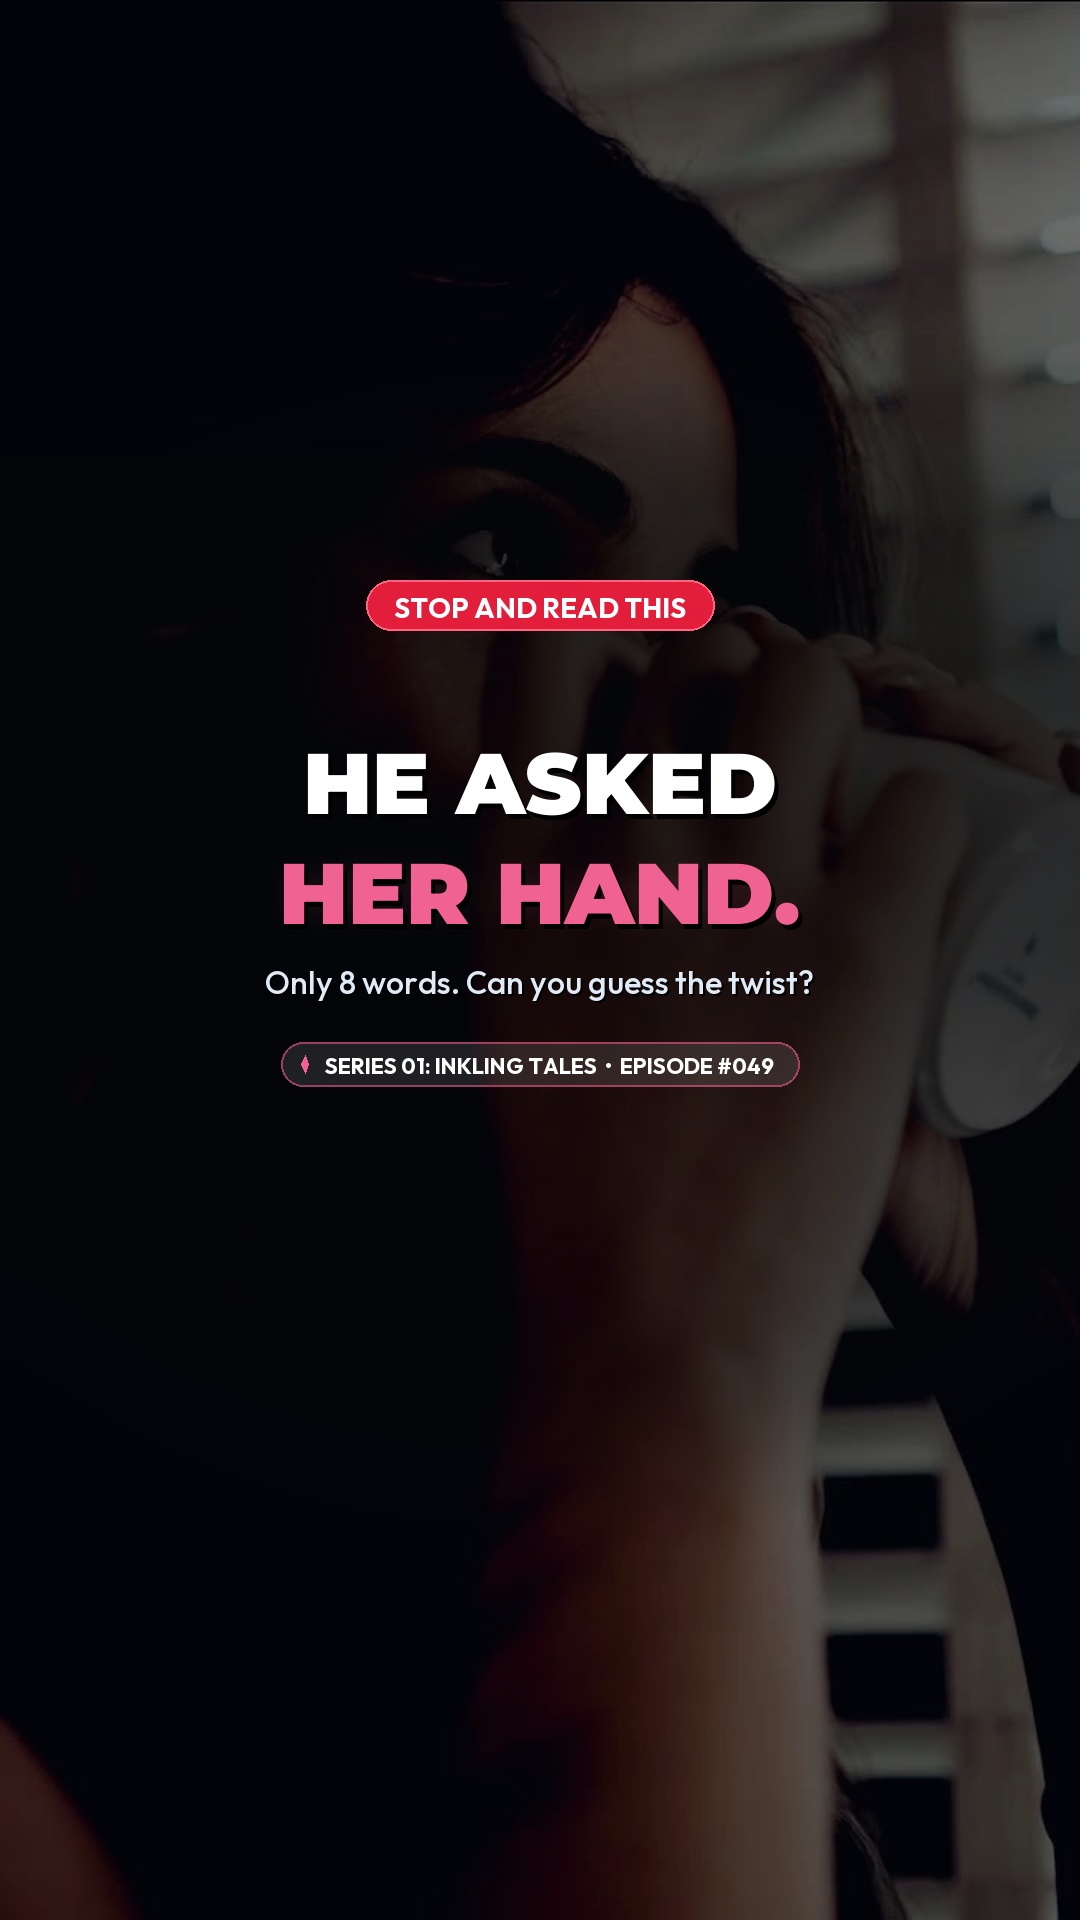 STOP AND READ THIS
HE ASKED
HER HAND.
Only 8 words. Can you guess the twist?
SERIES 01: INKLING TALES • EPISODE #049